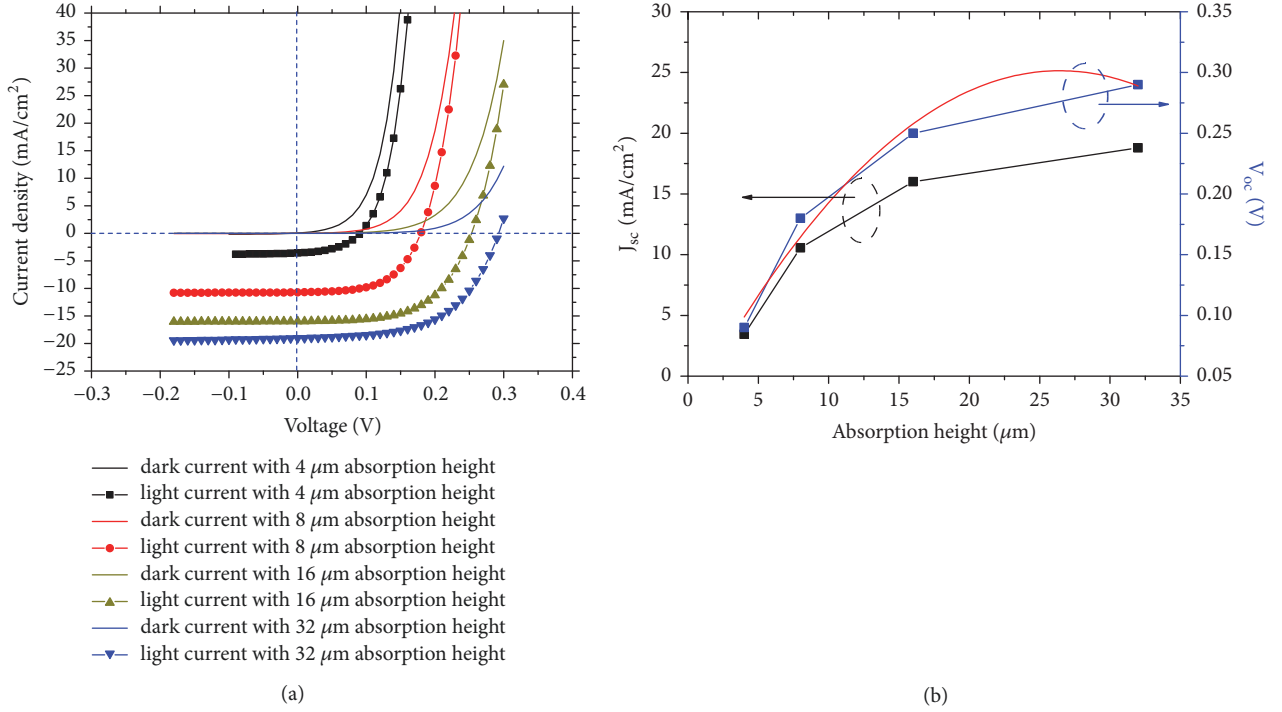 40
35
30
25
20
15
10
5
0
−5
−10
−15
−20
−25
Current density (mA/cm²)
−0.3 −0.2 −0.1 0.0 0.1 0.2 0.3 0.4
Voltage (V)
dark current with 4 μm absorption height
light current with 4 μm absorption height
dark current with 8 μm absorption height
light current with 8 μm absorption height
dark current with 16 μm absorption height
light current with 16 μm absorption height
dark current with 32 μm absorption height
light current with 32 μm absorption height
(a)
30
25
20
15
10
5
0
J_sc (mA/cm²)
0.35
0.30
0.25
0.20
0.15
0.10
0.05
V_oc (V)
0 5 10 15 20 25 30 35
Absorption height (μm)
(b)